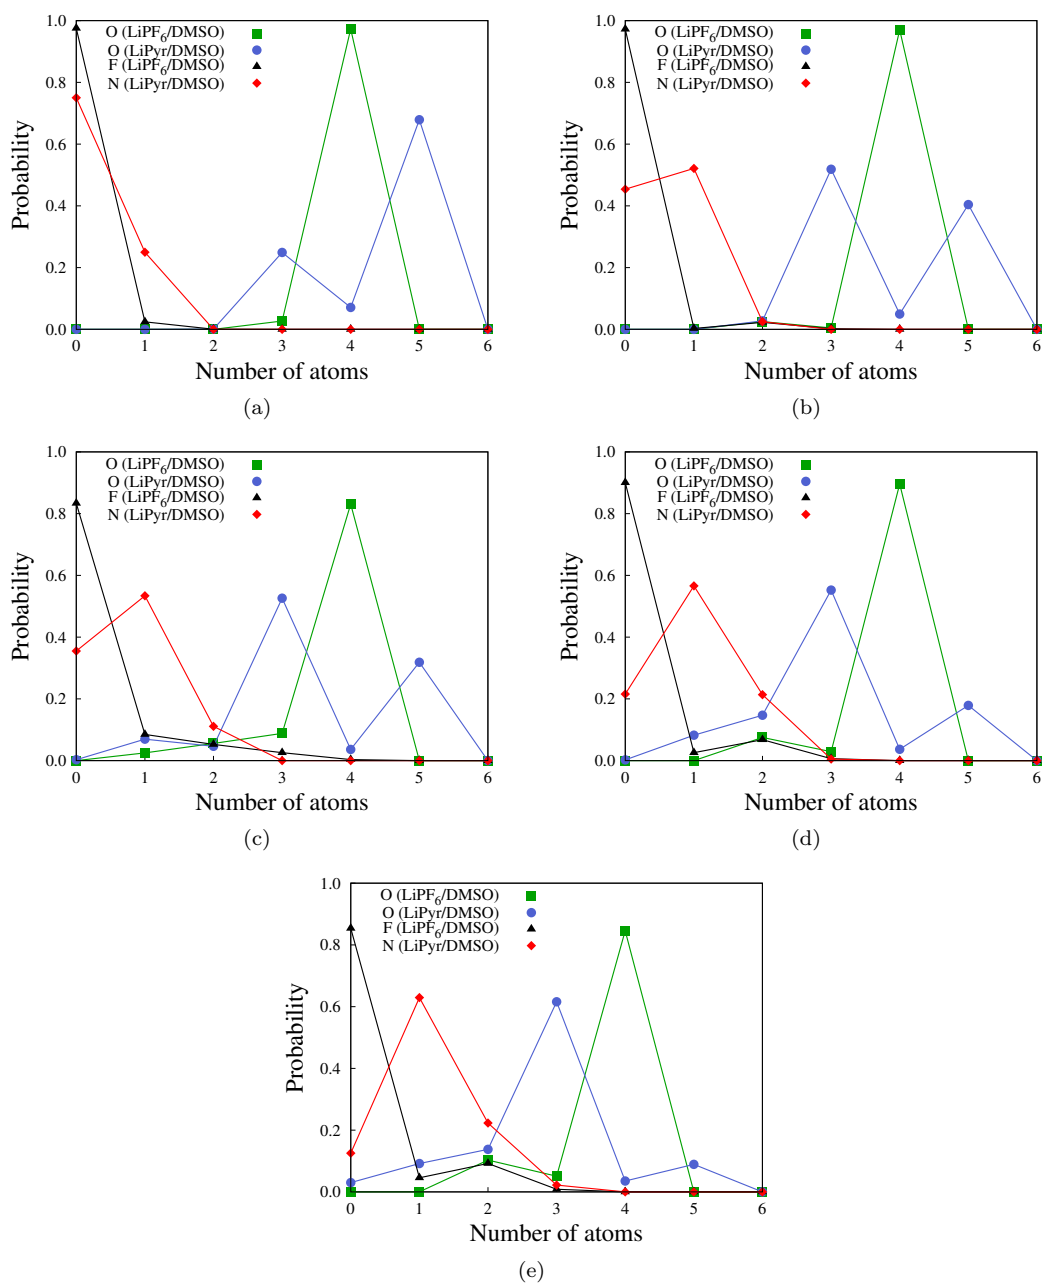 1.0
O (LiPF6/DMSO)
O (LiPyr/DMSO)
F (LiPF6/DMSO)
N (LiPyr/DMSO)
0.8
0.6
0.4
0.2
0.0
Probability
0 1 2 3 4 5 6
Number of atoms
(a)
1.0
O (LiPF6/DMSO)
O (LiPyr/DMSO)
F (LiPF6/DMSO)
N (LiPyr/DMSO)
0.8
0.6
0.4
0.2
0.0
Probability
0 1 2 3 4 5 6
Number of atoms
(b)
1.0
O (LiPF6/DMSO)
O (LiPyr/DMSO)
F (LiPF6/DMSO)
N (LiPyr/DMSO)
0.8
0.6
0.4
0.2
0.0
Probability
0 1 2 3 4 5 6
Number of atoms
(c)
1.0
O (LiPF6/DMSO)
O (LiPyr/DMSO)
F (LiPF6/DMSO)
N (LiPyr/DMSO)
0.8
0.6
0.4
0.2
0.0
Probability
0 1 2 3 4 5 6
Number of atoms
(d)
1.0
O (LiPF6/DMSO)
O (LiPyr/DMSO)
F (LiPF6/DMSO)
N (LiPyr/DMSO)
0.8
0.6
0.4
0.2
0.0
Probability
0 1 2 3 4 5 6
Number of atoms
(e)